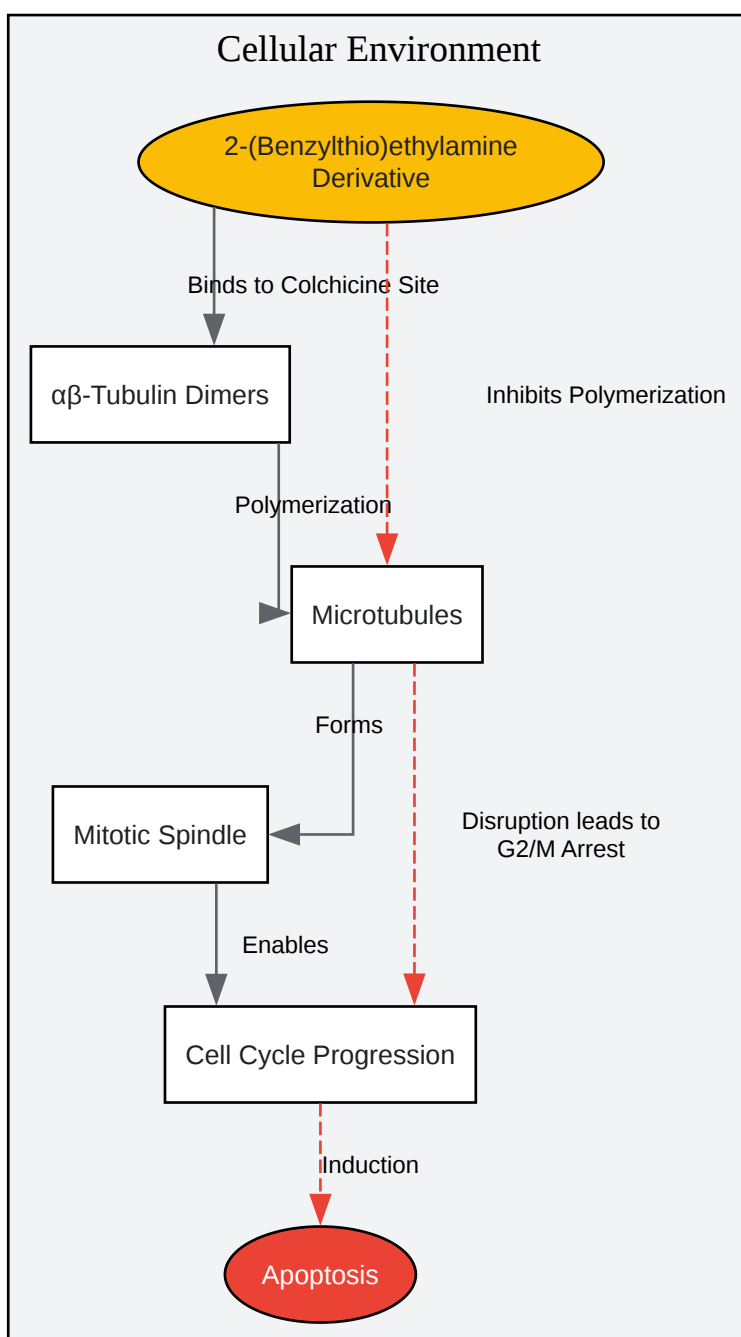 Cellular Environment
2-(Benzylthio)ethylamine
Derivative
Binds to Colchicine Site
αβ-Tubulin Dimers
Inhibits Polymerization
Polymerization
Microtubules
Forms
Mitotic Spindle
Disruption leads to
G2/M Arrest
Enables
Cell Cycle Progression
Induction
Apoptosis